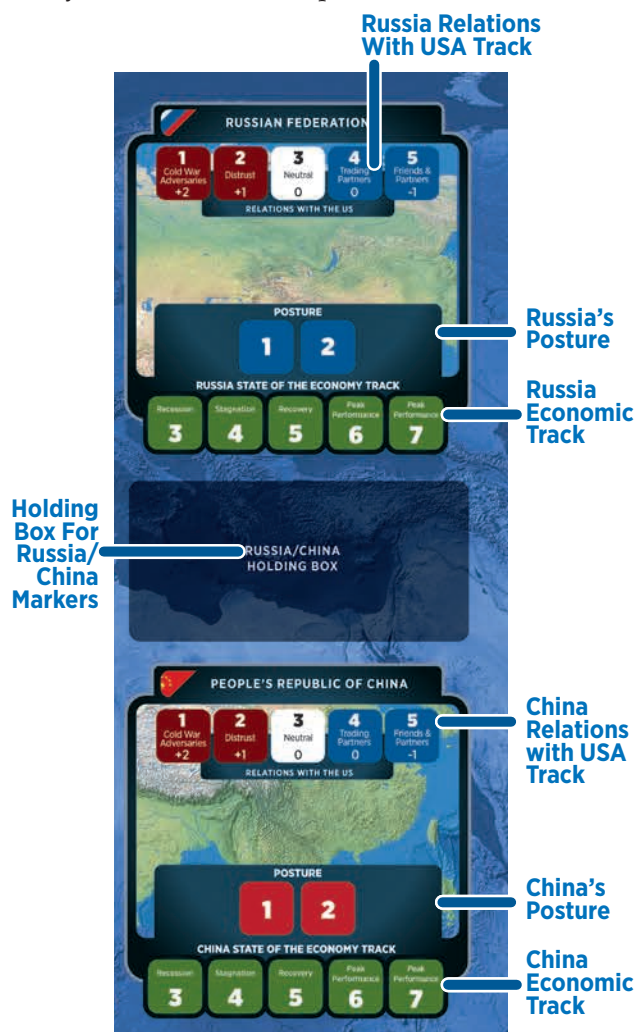 Russia Relations
With USA Track
RUSSIAN FEDERATION
1 2 3 4 5
Cold War Adversaries Distrust Neutral Trading Partners Friends & Partners
+2 +1 0 0 -1
RELATIONS WITH THE US
POSTURE
1 2
Russia's
Posture
RUSSIA STATE OF THE ECONOMY TRACK
Recession Stagnation Recovery Peak Performance Peak Performance
3 4 5 6 7
Russia
Economic
Track
Holding
Box For
Russia/
China
Markers
RUSSIA/CHINA
HOLDING BOX
PEOPLE'S REPUBLIC OF CHINA
1 2 3 4 5
Cold War Adversaries Distrust Neutral Trading Partners Friends & Partners
+2 +1 0 0 -1
RELATIONS WITH THE US
China
Relations
with USA
Track
POSTURE
1 2
China's
Posture
CHINA STATE OF THE ECONOMY TRACK
Recession Stagnation Recovery Peak Performance Peak Performance
3 4 5 6 7
China
Economic
Track